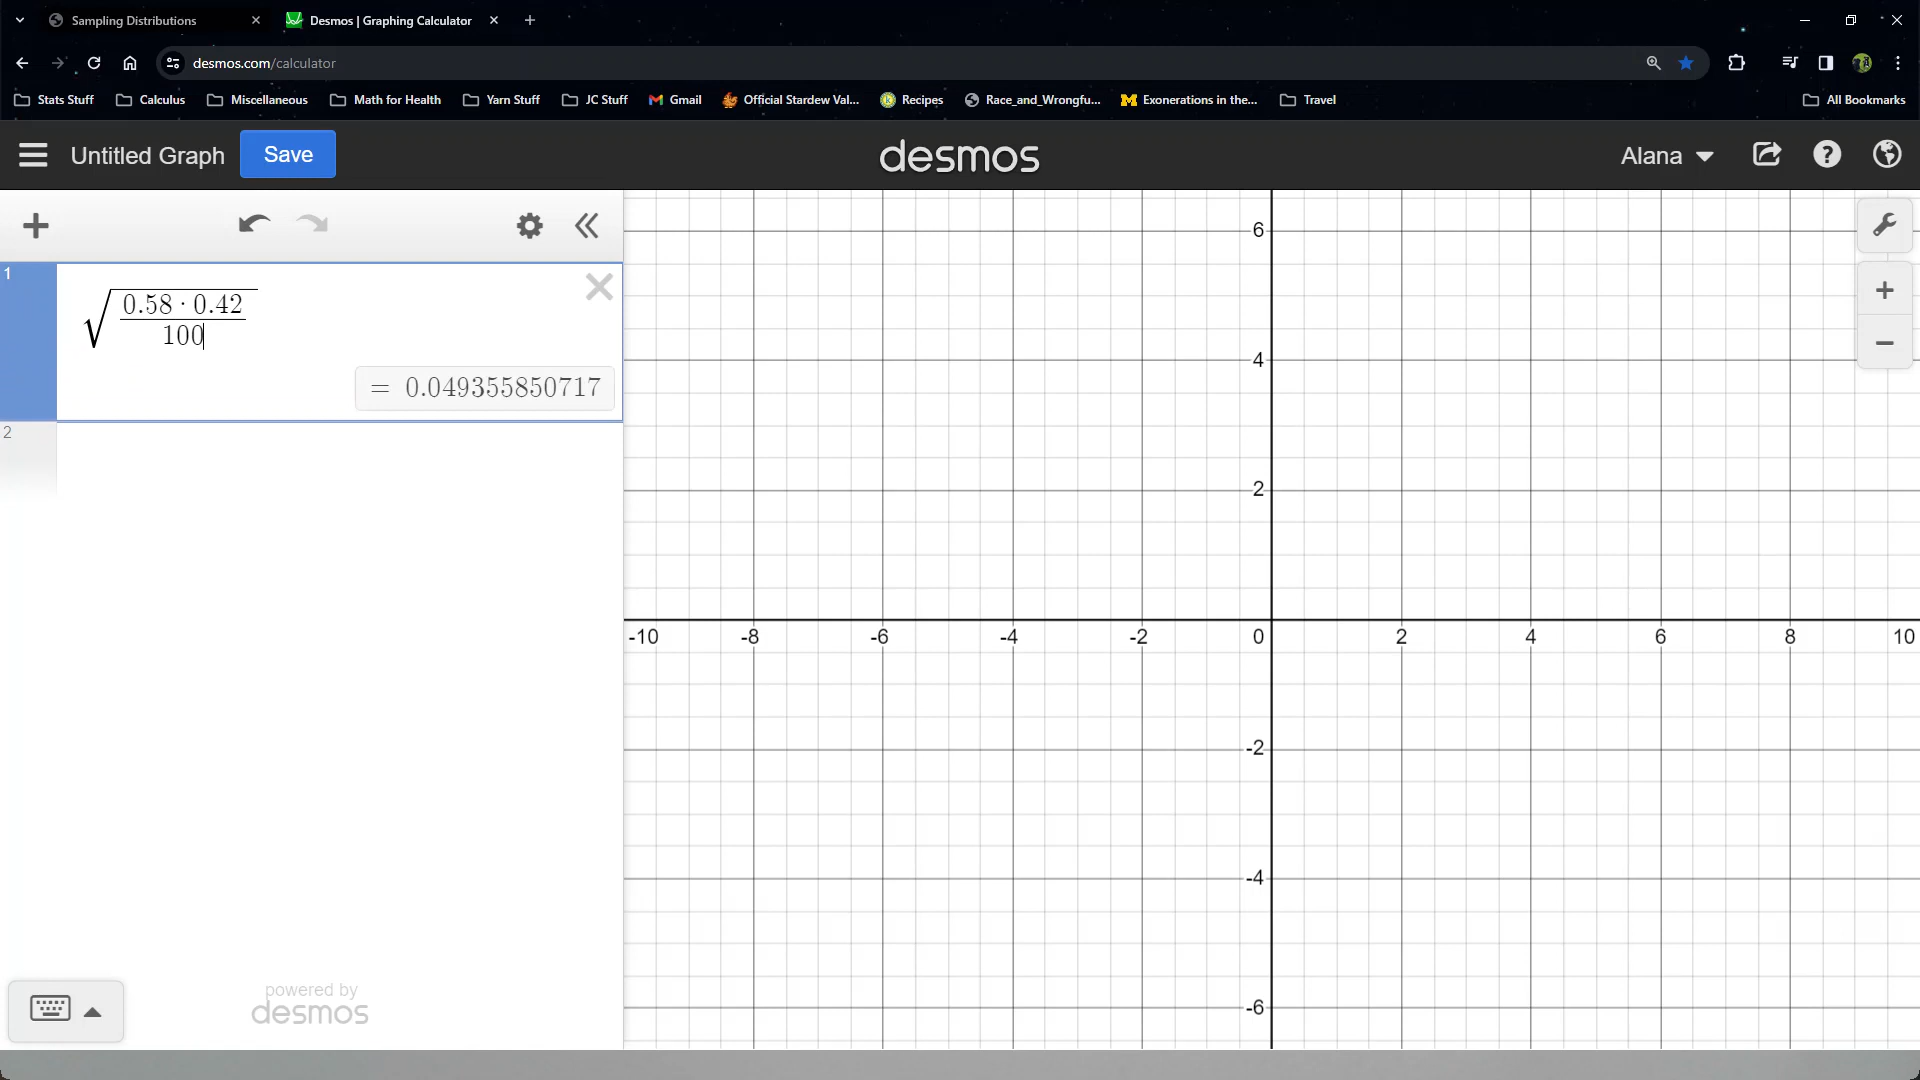 Sampling Distributions
Desmos | Graphing Calculator
desmos.com/calculator
Stats Stuff
Calculus
Miscellaneous
Math for Health
Yarn Stuff
JC Stuff
Gmail
Official Stardew Val...
Recipes
Race_and_Wrongfu...
Exonerations in the...
Travel
All Bookmarks
Untitled Graph
Save
desmos
Alana
1
√(0.58 · 0.42
100)
= 0.049355850717
2
6
4
2
-10 -8 -6 -4 -2 0 2 4 6 8 10
-2
-4
-6
powered by
desmos